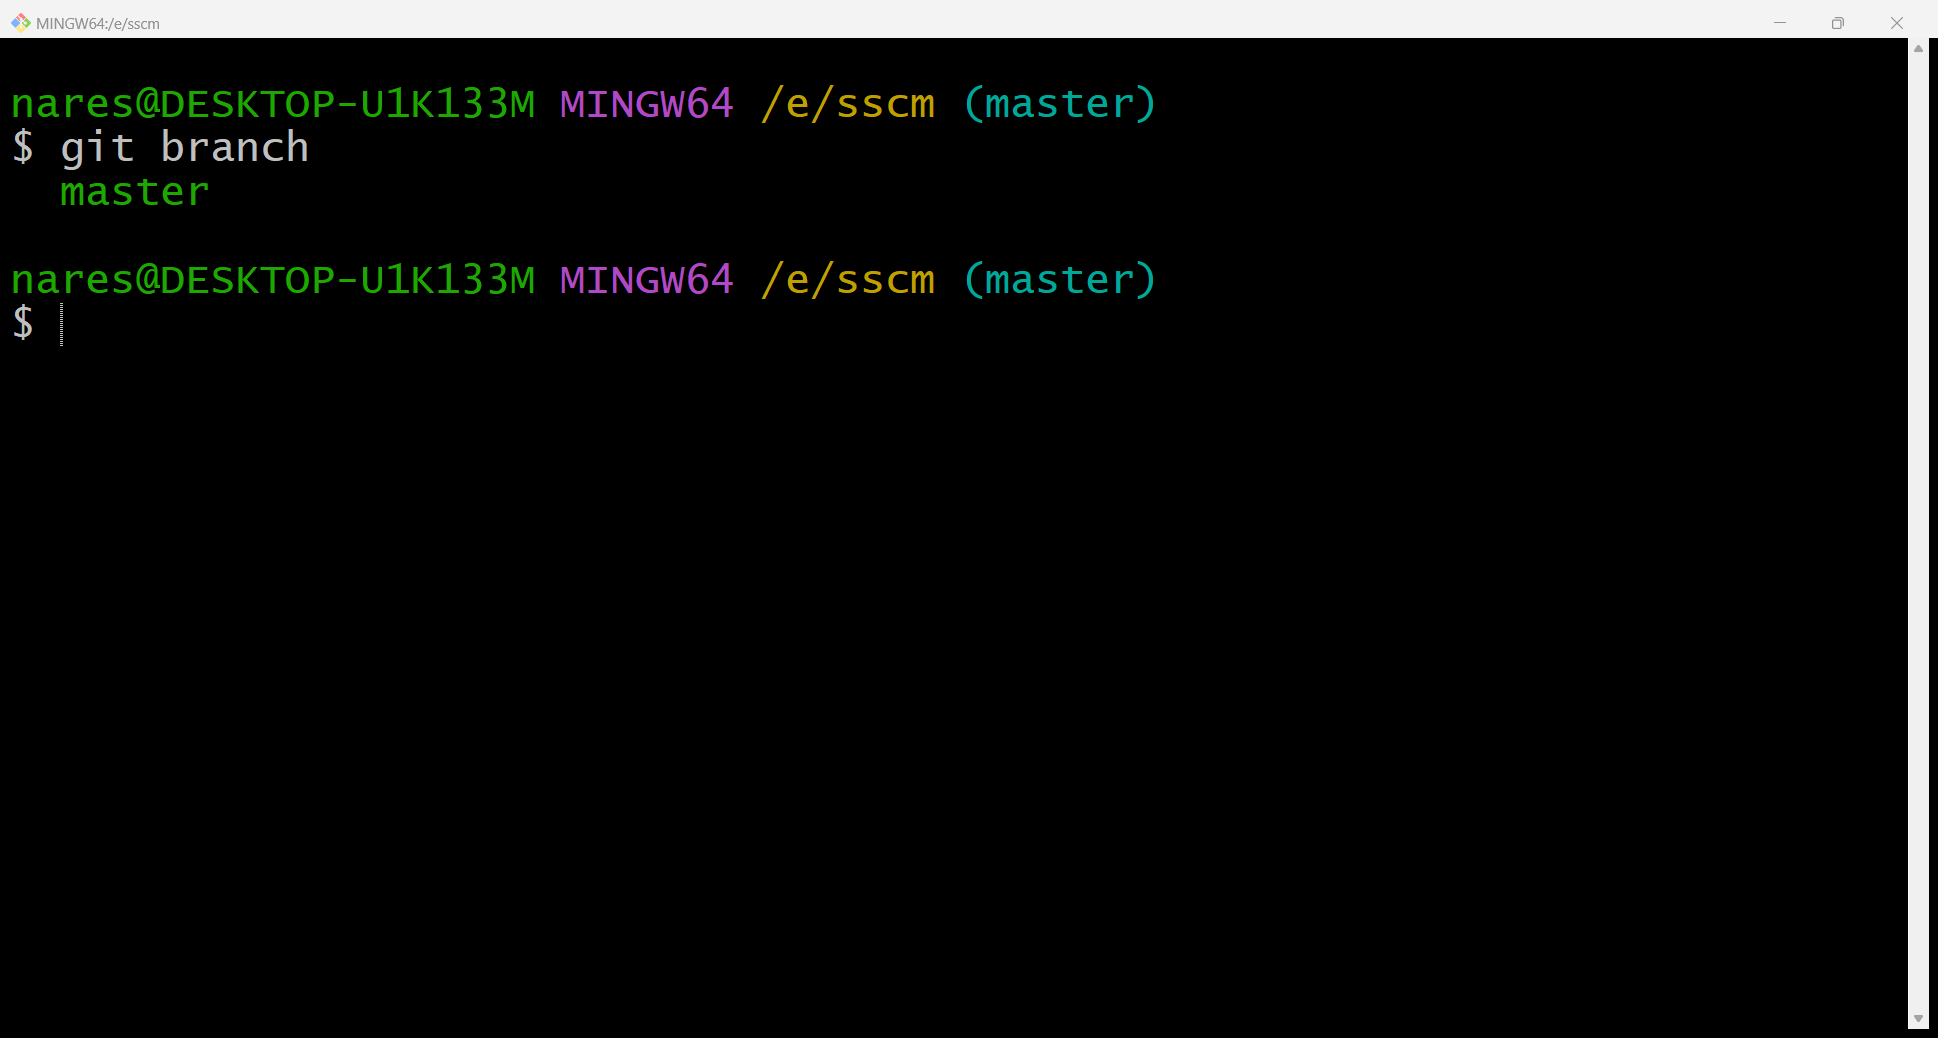 MINGW64:/e/sscm
nares@DESKTOP-U1K133M MINGW64 /e/sscm (master)
$ git branch
  master
nares@DESKTOP-U1K133M MINGW64 /e/sscm (master)
$